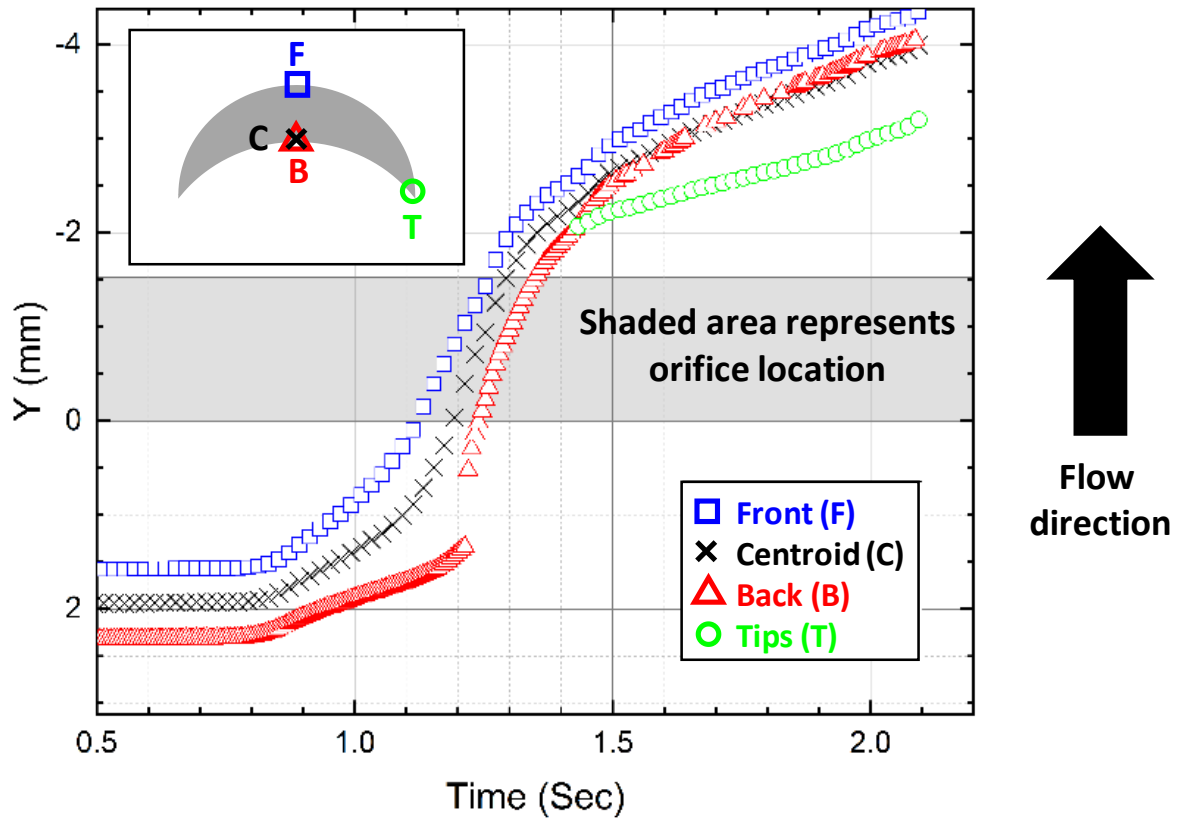 -4
-2
0
2
Y (mm)
0.5
1.0
1.5
2.0
Time (Sec)
F
C
B
T
Shaded area represents
orifice location
Front (F)
Centroid (C)
Back (B)
Tips (T)
Flow
direction